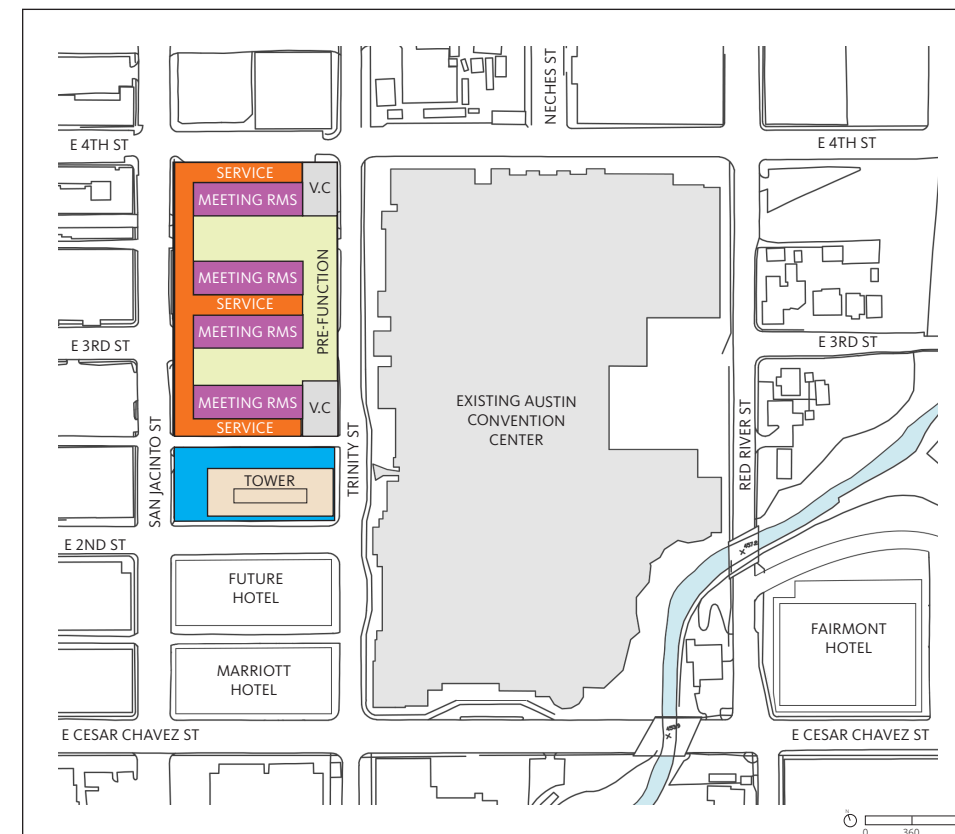 NECHES ST
E 4TH ST
E 4TH ST
SERVICE
MEETING RMS
V.C
MEETING RMS
SERVICE
MEETING RMS
PRE-FUNCTION
E 3RD ST
E 3RD ST
MEETING RMS
V.C
SERVICE
EXISTING AUSTIN
CONVENTION
CENTER
SAN JACINTO ST
TRINITY ST
RED RIVER ST
TOWER
E 2ND ST
FUTURE
HOTEL
FAIRMONT
HOTEL
MARRIOTT
HOTEL
E CESAR CHAVEZ ST
E CESAR CHAVEZ ST
N
0 360